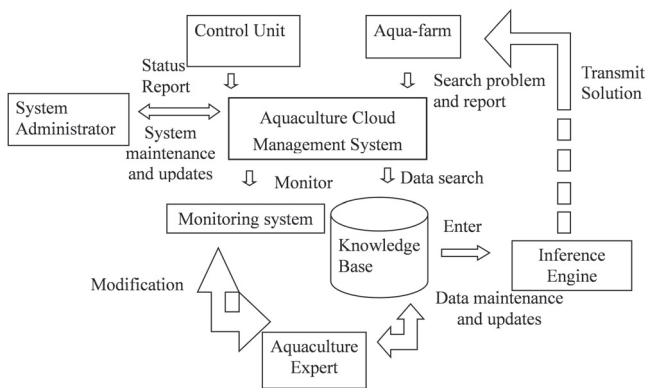 Control Unit
Aqua-farm
Status
Report
Search problem
and report
Transmit
Solution
System
Administrator
Aquaculture Cloud
Management System
System
maintenance
and updates
Monitor
Data search
Monitoring system
Knowledge
Base
Enter
Inference
Engine
Modification
Data maintenance
and updates
Aquaculture
Expert